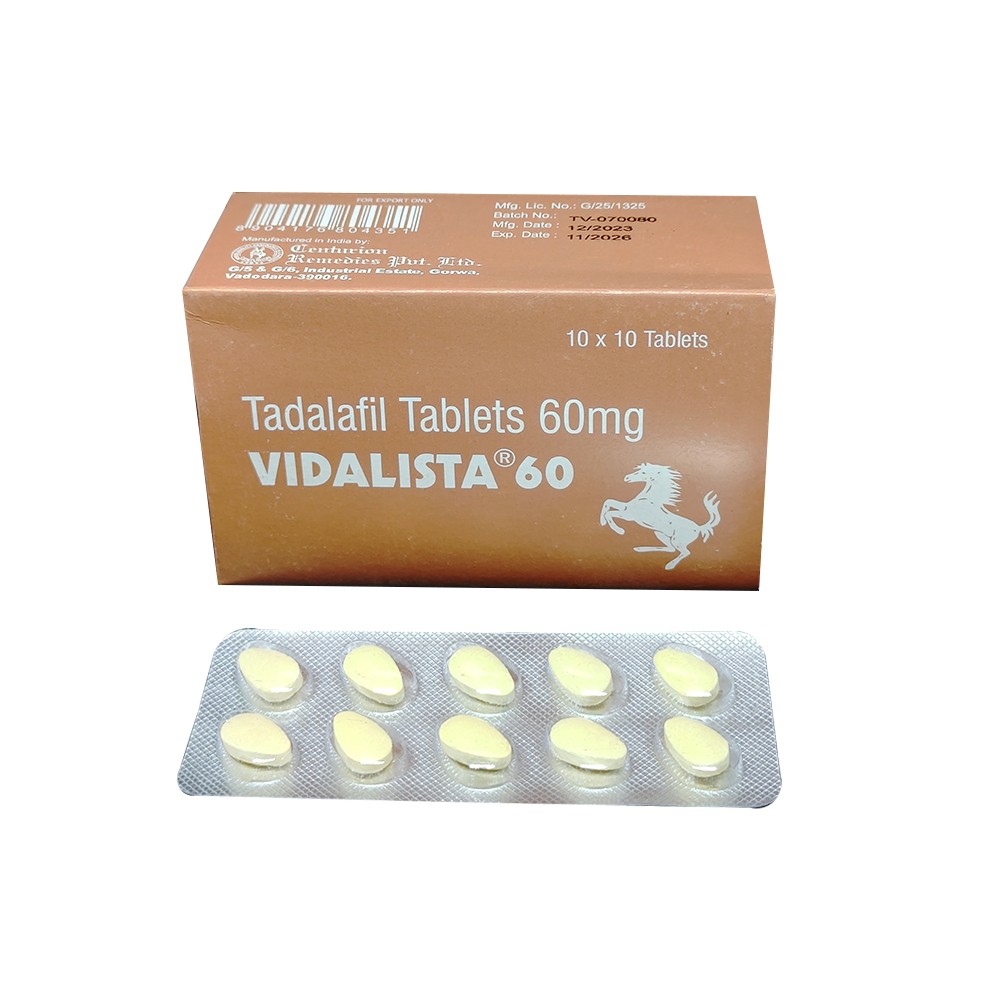 FOR EXPORT ONLY
8904176804351
Manufactured in India by:
Centurion
Remedies Pvt. Ltd.
G/5 & G/6, Industrial Estate, Gorwa,
Vadodara-390016.
Mfg. Lic. No.: G/25/1325
Batch No.: TV-070080
Mfg. Date : 12/2023
Exp. Date : 11/2026
10 x 10 Tablets
Tadalafil Tablets 60mg
VIDALISTA® 60